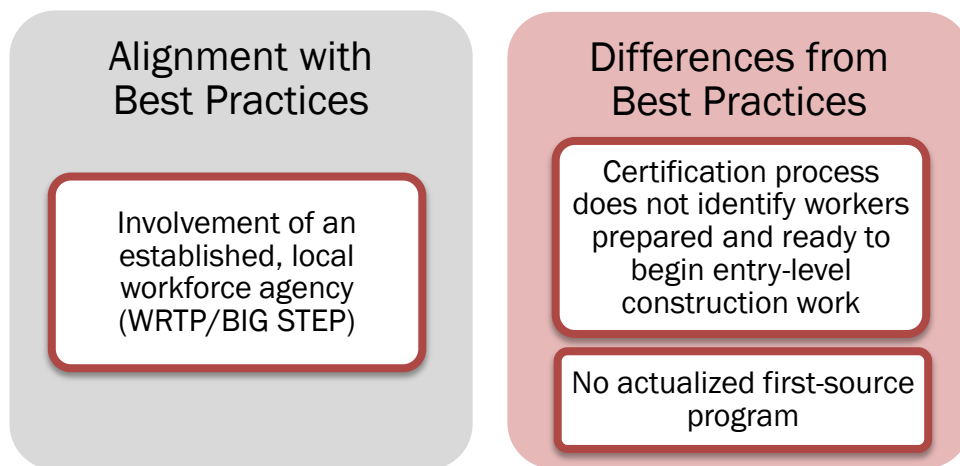 Alignment with
Best Practices
Involvement of an
established, local
workforce agency
(WRTP/BIG STEP)
Differences from
Best Practices
Certification process
does not identify workers
prepared and ready to
begin entry-level
construction work
No actualized first-source
program